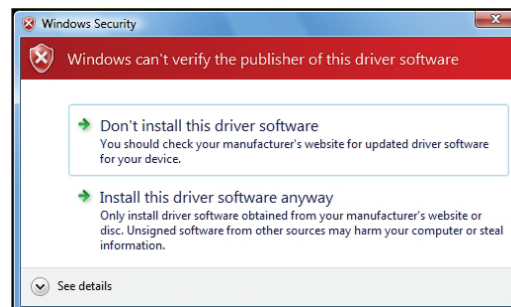 Windows Security
Windows can't verify the publisher of this driver software
Don't install this driver software
You should check your manufacturer's website for updated driver software
for your device.
Install this driver software anyway
Only install driver software obtained from your manufacturer's website or
disc. Unsigned software from other sources may harm your computer or steal
information.
See details